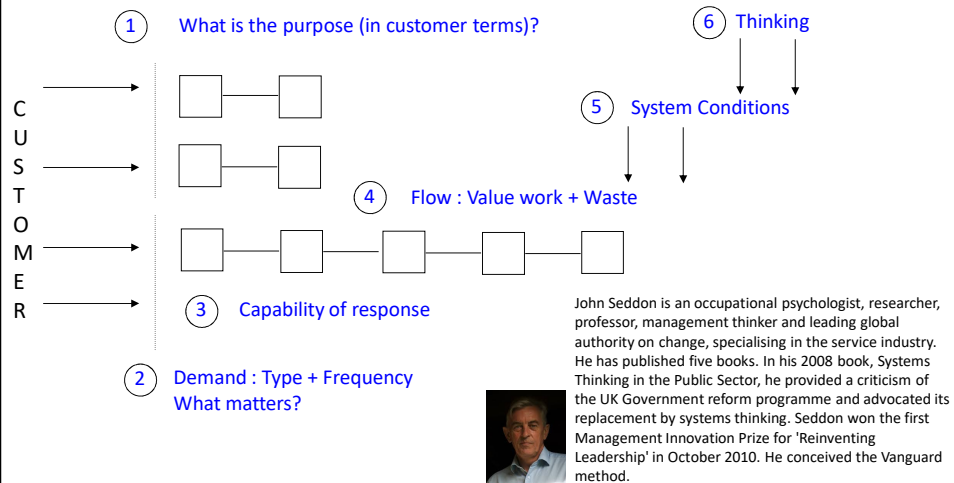 1 What is the purpose (in customer terms)?
6 Thinking
5 System Conditions
CUSTOMER
4 Flow : Value work + Waste
3 Capability of response
2 Demand : Type + Frequency
What matters?
John Seddon is an occupational psychologist, researcher,
professor, management thinker and leading global
authority on change, specialising in the service industry.
He has published five books. In his 2008 book, Systems
Thinking in the Public Sector, he provided a criticism of
the UK Government reform programme and advocated its
replacement by systems thinking. Seddon won the first
Management Innovation Prize for 'Reinventing
Leadership' in October 2010. He conceived the Vanguard
method.